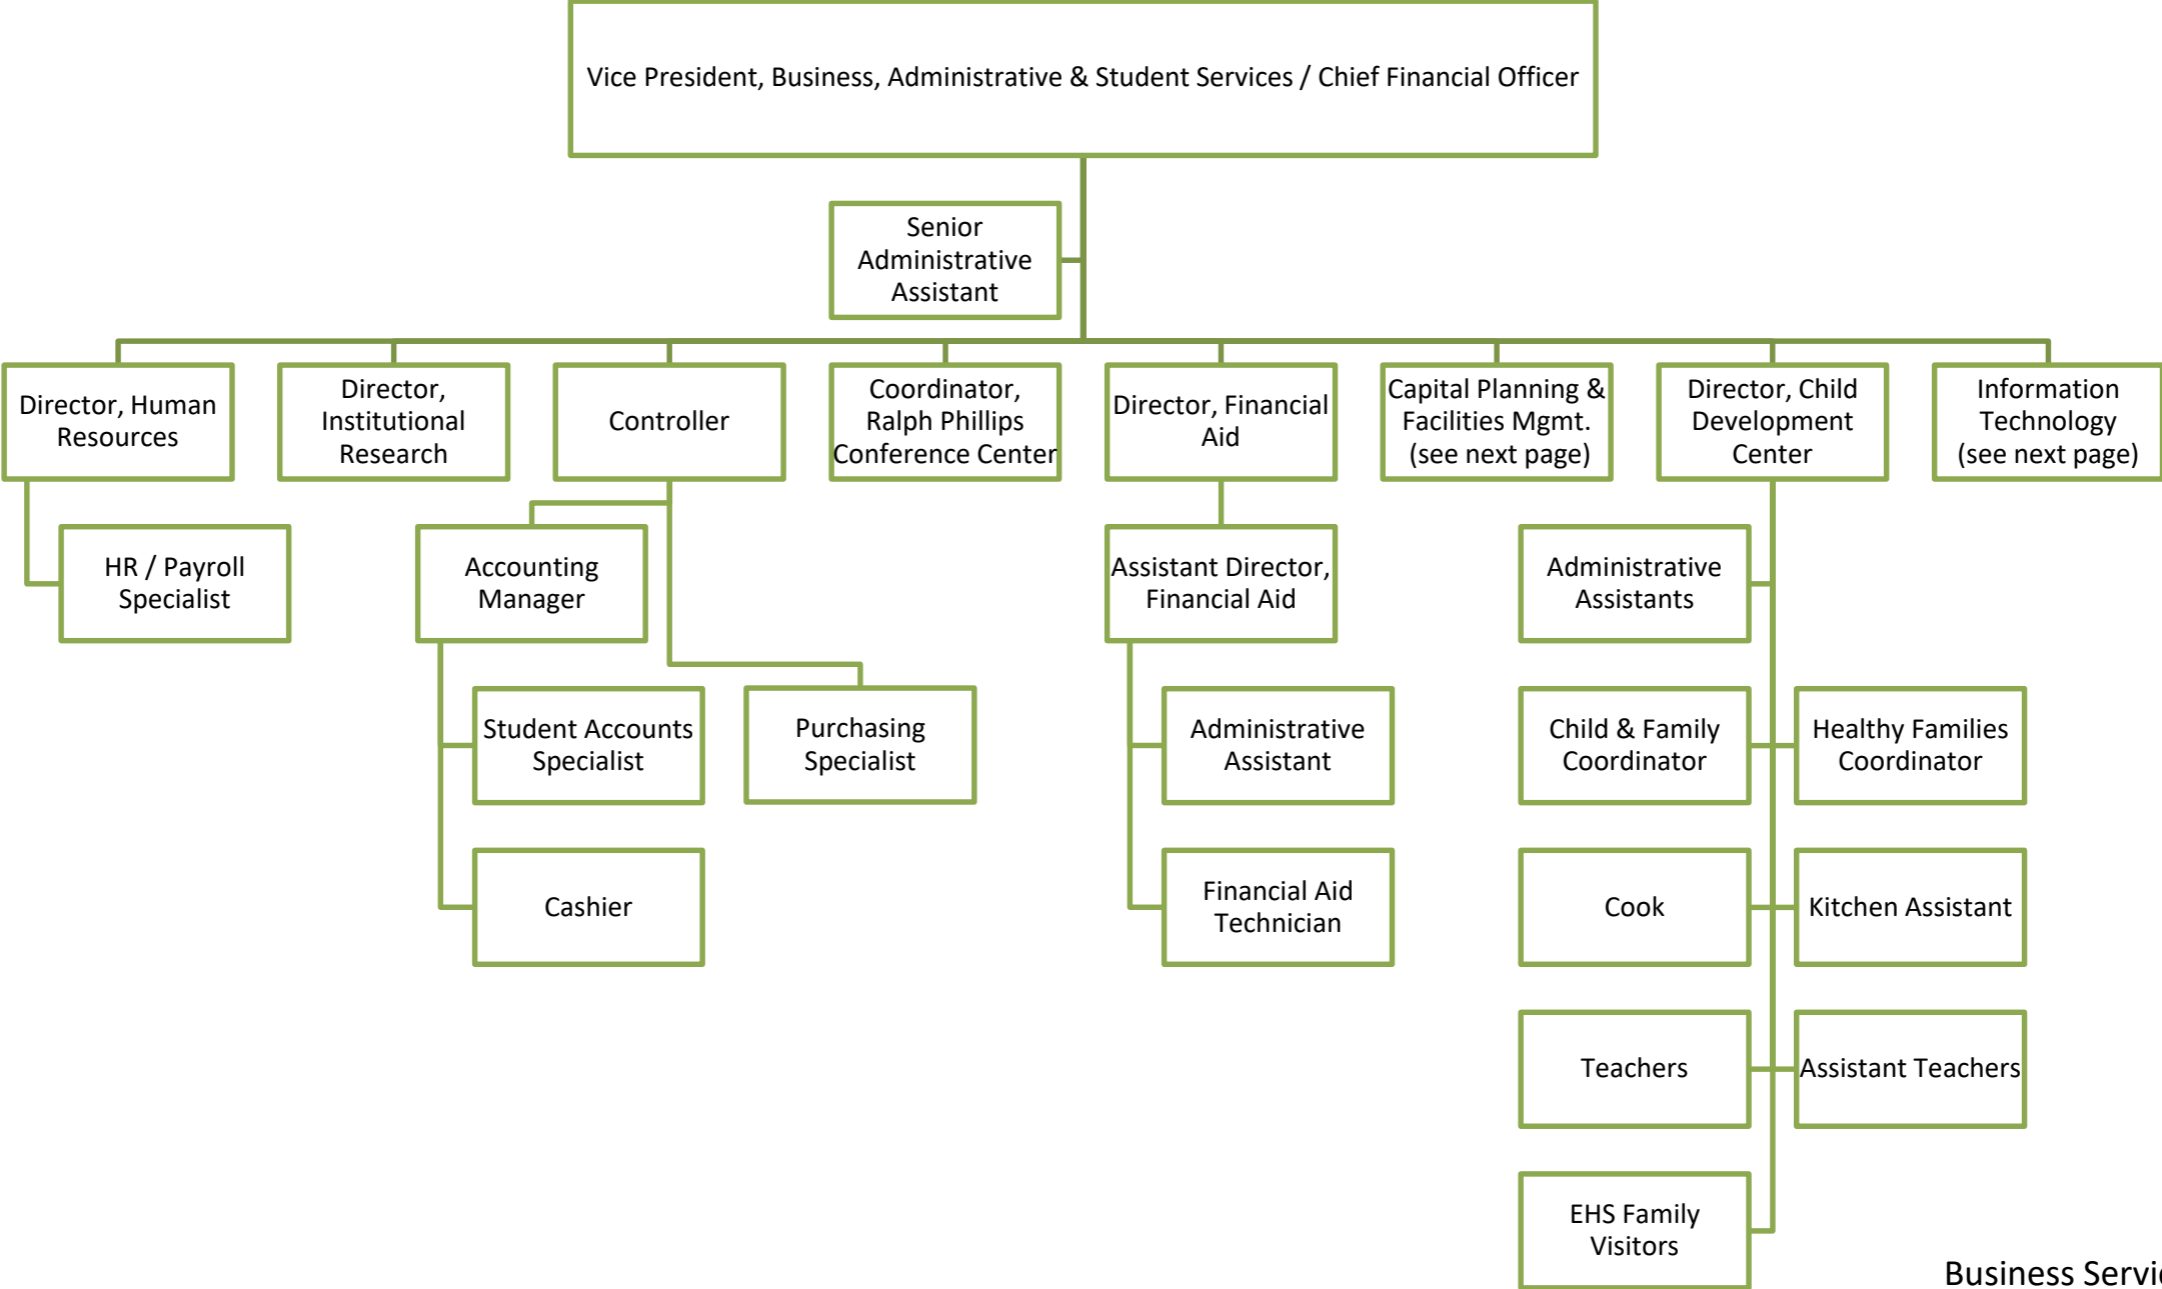 Vice President, Business, Administrative & Student Services / Chief Financial Officer
Senior
Administrative
Assistant
Director, Human
Resources
Director,
Institutional
Research
Controller
Coordinator,
Ralph Phillips
Conference Center
Director, Financial
Aid
Capital Planning &
Facilities Mgmt.
(see next page)
Director, Child
Development
Center
Information
Technology
(see next page)
HR / Payroll
Specialist
Accounting
Manager
Assistant Director,
Financial Aid
Administrative
Assistants
Student Accounts
Specialist
Purchasing
Specialist
Administrative
Assistant
Child & Family
Coordinator
Healthy Families
Coordinator
Cashier
Financial Aid
Technician
Cook
Kitchen Assistant
Teachers
Assistant Teachers
EHS Family
Visitors
Business